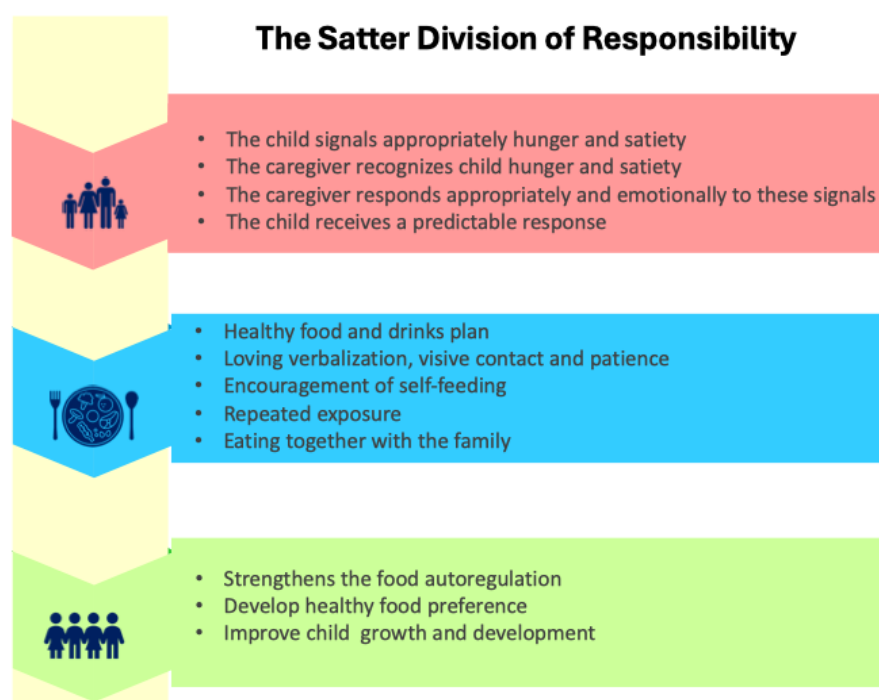 The Satter Division of Responsibility
• The child signals appropriately hunger and satiety
• The caregiver recognizes child hunger and satiety
• The caregiver responds appropriately and emotionally to these signals
• The child receives a predictable response
• Healthy food and drinks plan
• Loving verbalization, visive contact and patience
• Encouragement of self-feeding
• Repeated exposure
• Eating together with the family
• Strengthens the food autoregulation
• Develop healthy food preference
• Improve child growth and development